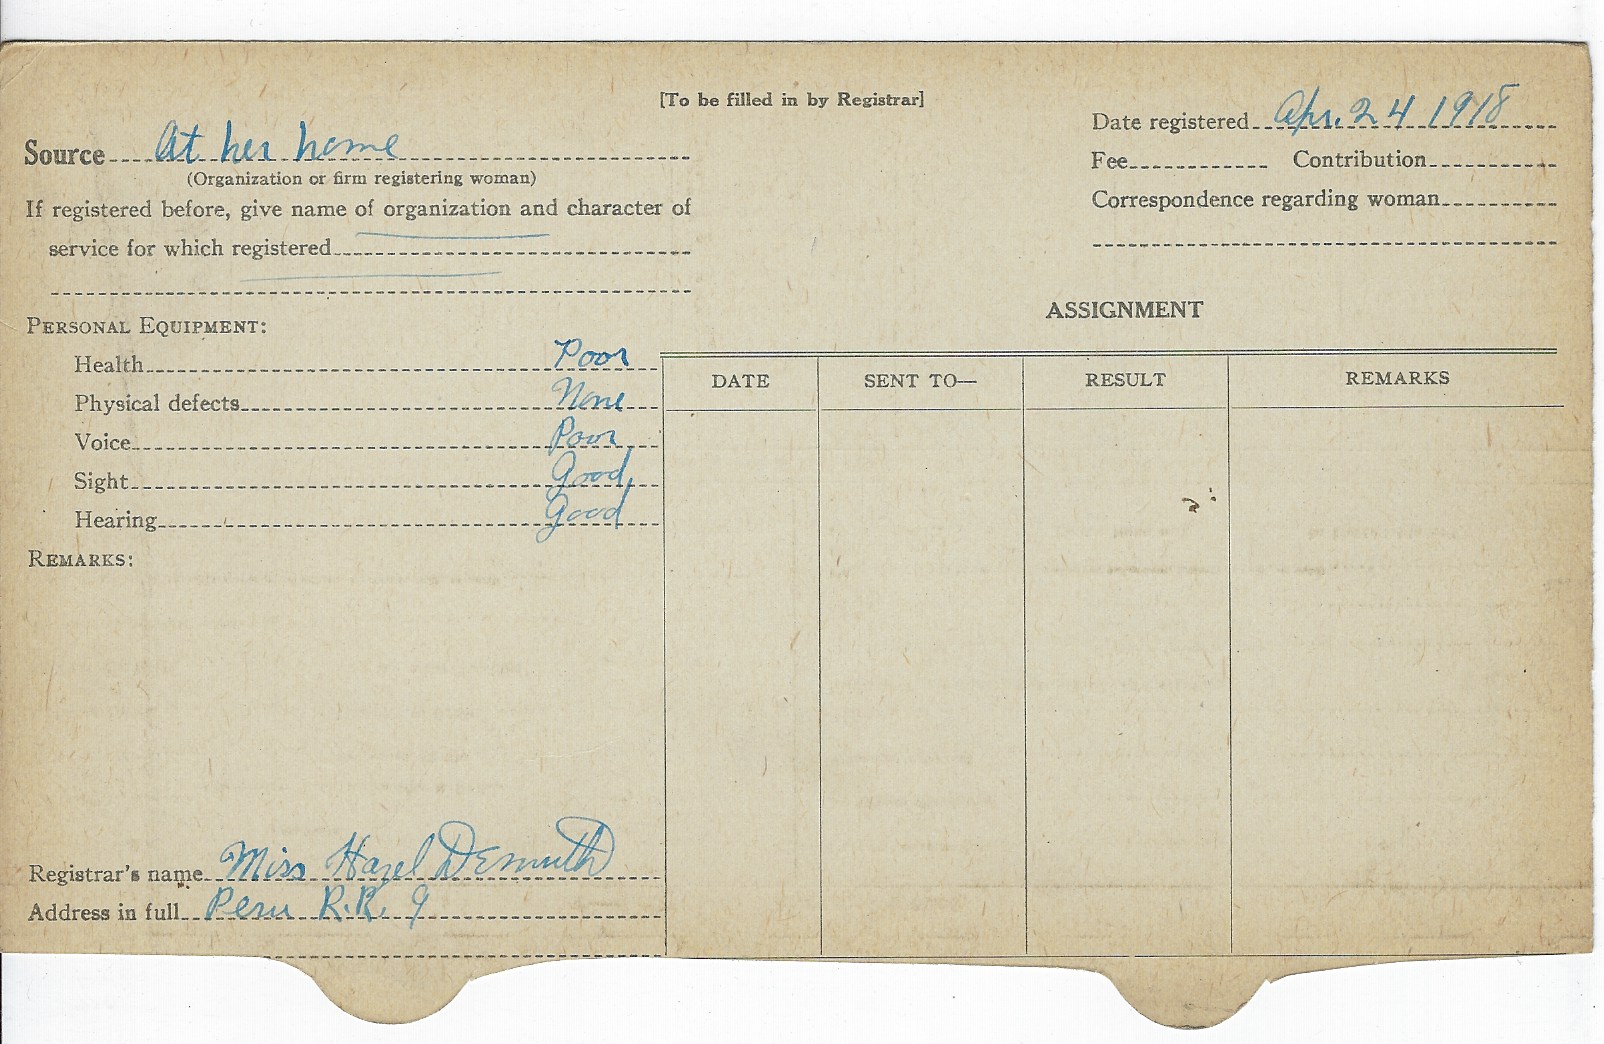 [To be filled in by Registrar]
Date registered Apr. 24 1918
Source At her home
(Organization or firm registering woman)
Fee Contribution
If registered before, give name of organization and character of
service for which registered
Correspondence regarding woman
PERSONAL EQUIPMENT:
Health Poor
Physical defects None
Voice Poor
Sight Good
Hearing Good
REMARKS:
Registrar's name Miss Hazel Demuth
Address in full Peru R.R. 9
ASSIGNMENT
DATE SENT TO— RESULT REMARKS